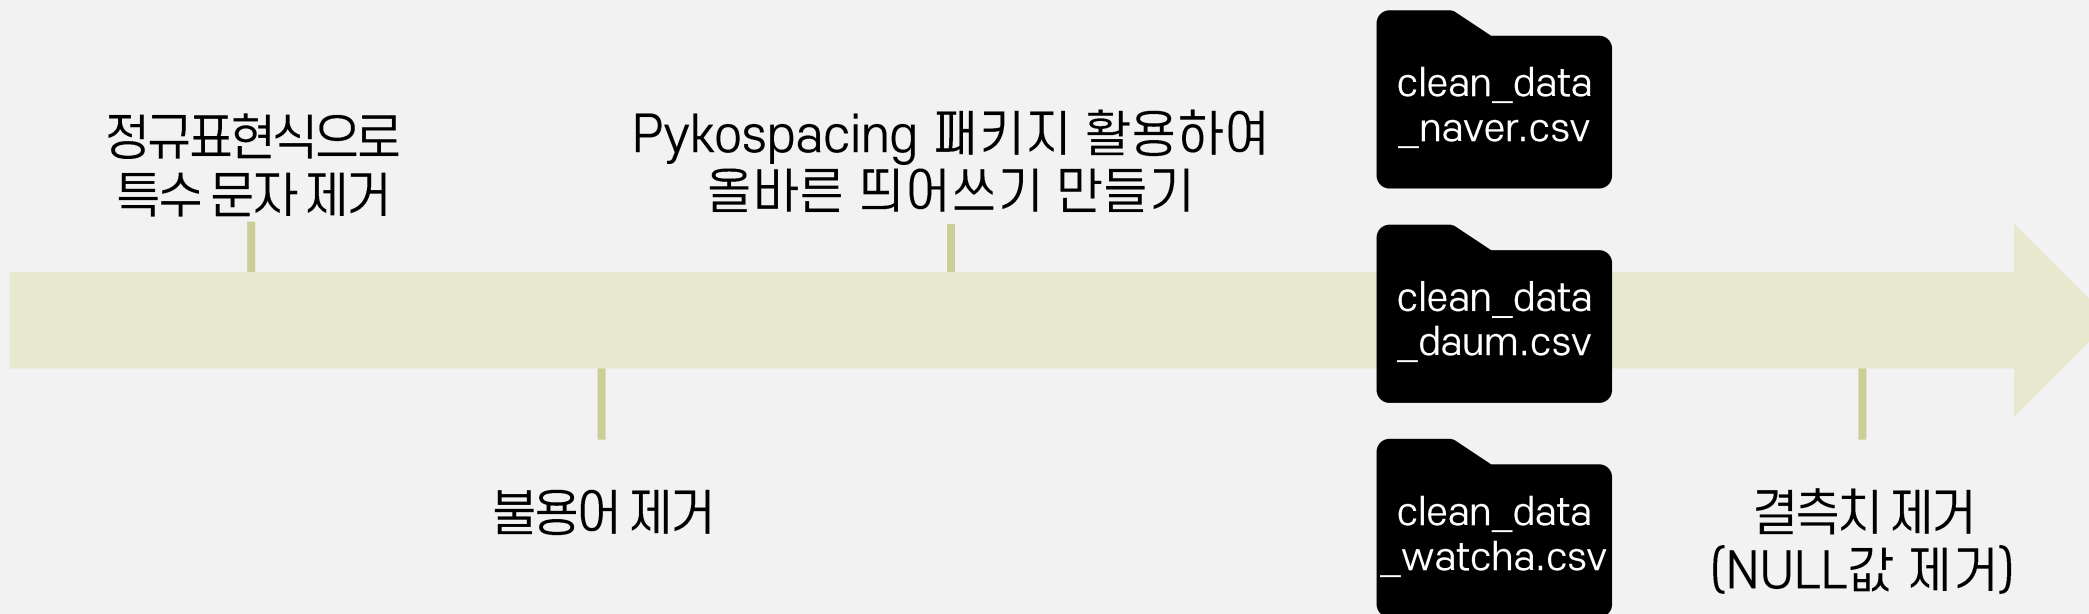 정규표현식으로
특수 문자 제거
불용어 제거
Pykospacing 패키지 활용하여
올바른 띄어쓰기 만들기
clean_data
_naver.csv
clean_data
_daum.csv
clean_data
_watcha.csv
결측치 제거
(NULL값 제거)